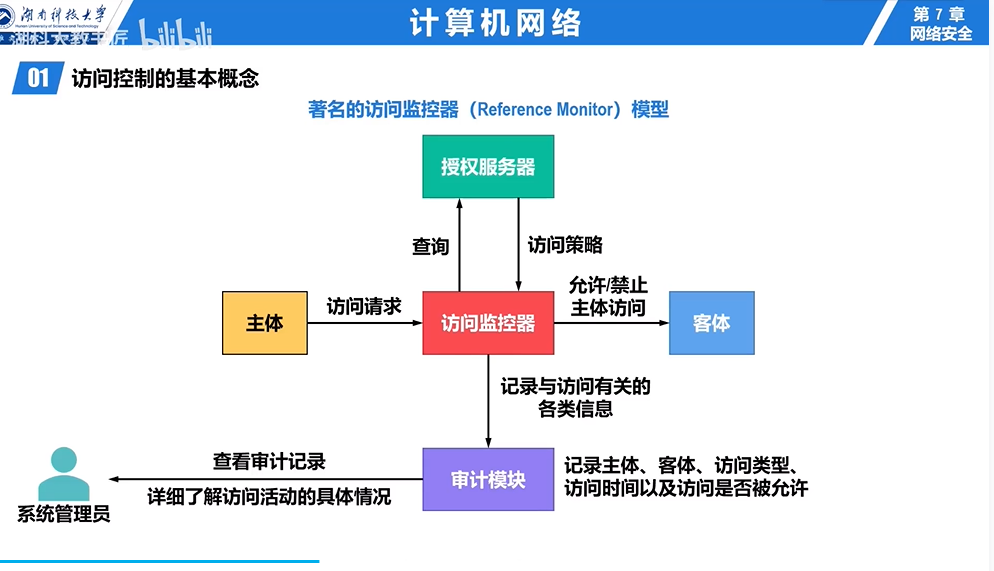 湖南科技大学
Hunan University of Science and Technology
湖科大教书匠
bilibili
计算机网络
第 7 章
网络安全
01 访问控制的基本概念
著名的访问监控器（Reference Monitor）模型
授权服务器
查询
访问策略
主体
访问请求
访问监控器
允许/禁止
主体访问
客体
记录与访问有关的
各类信息
查看审计记录
详细了解访问活动的具体情况
系统管理员
审计模块
记录主体、客体、访问类型、
访问时间以及访问是否被允许